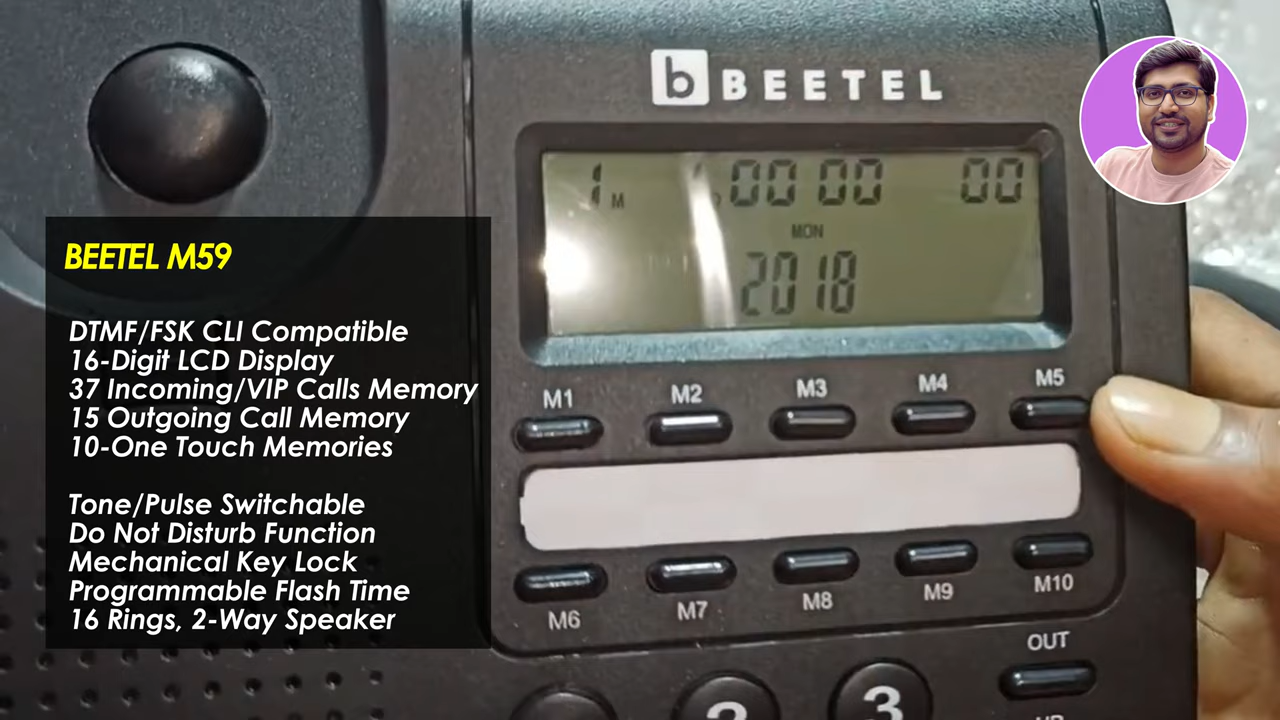 b BEETEL
1 M D 00 00 00
MON
2018
BEETEL M59
DTMF/FSK CLI Compatible
16-Digit LCD Display
37 Incoming/VIP Calls Memory
15 Outgoing Call Memory
10-One Touch Memories
Tone/Pulse Switchable
Do Not Disturb Function
Mechanical Key Lock
Programmable Flash Time
16 Rings, 2-Way Speaker
M1 M2 M3 M4 M5
M6 M7 M8 M9 M10
OUT
2 3